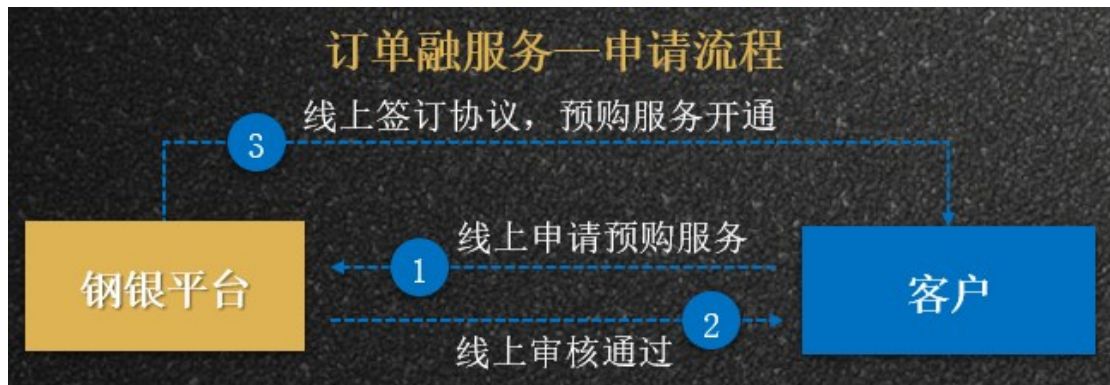 订单融服务—申请流程
线上签订协议，预购服务开通
3
线上申请预购服务
1
钢银平台
客户
2
线上审核通过